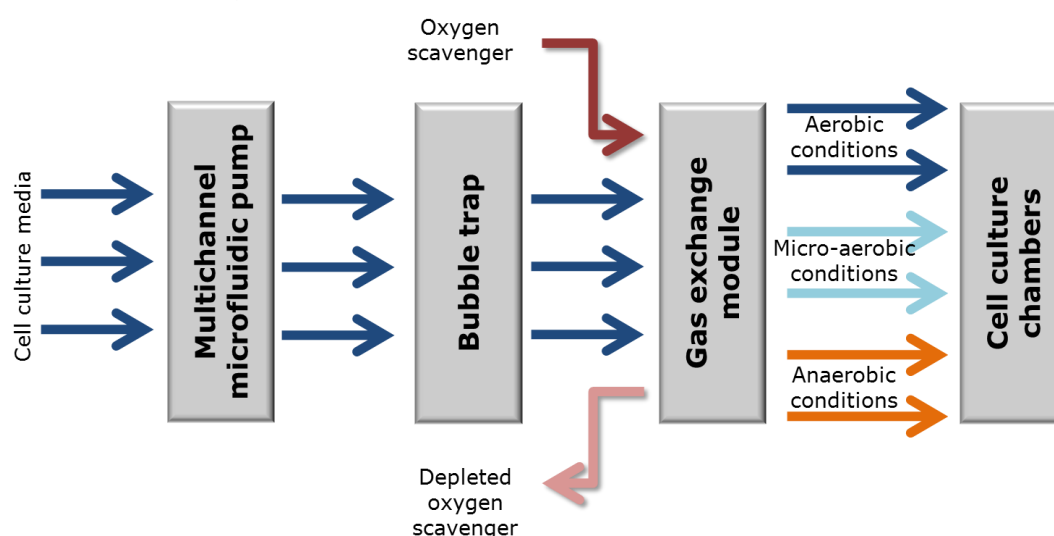 Cell culture media
Multichannel
microfluidic pump
Bubble trap
Oxygen
scavenger
Depleted
oxygen
scavenger
Gas exchange
module
Aerobic
conditions
Micro-aerobic
conditions
Anaerobic
conditions
Cell culture
chambers